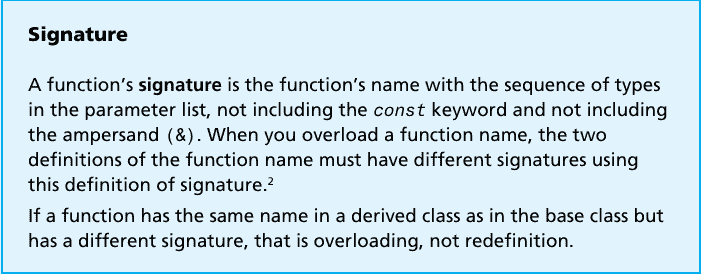 Signature
A function's signature is the function's name with the sequence of types
in the parameter list, not including the const keyword and not including
the ampersand (&). When you overload a function name, the two
definitions of the function name must have different signatures using
this definition of signature.2
If a function has the same name in a derived class as in the base class but
has a different signature, that is overloading, not redefinition.